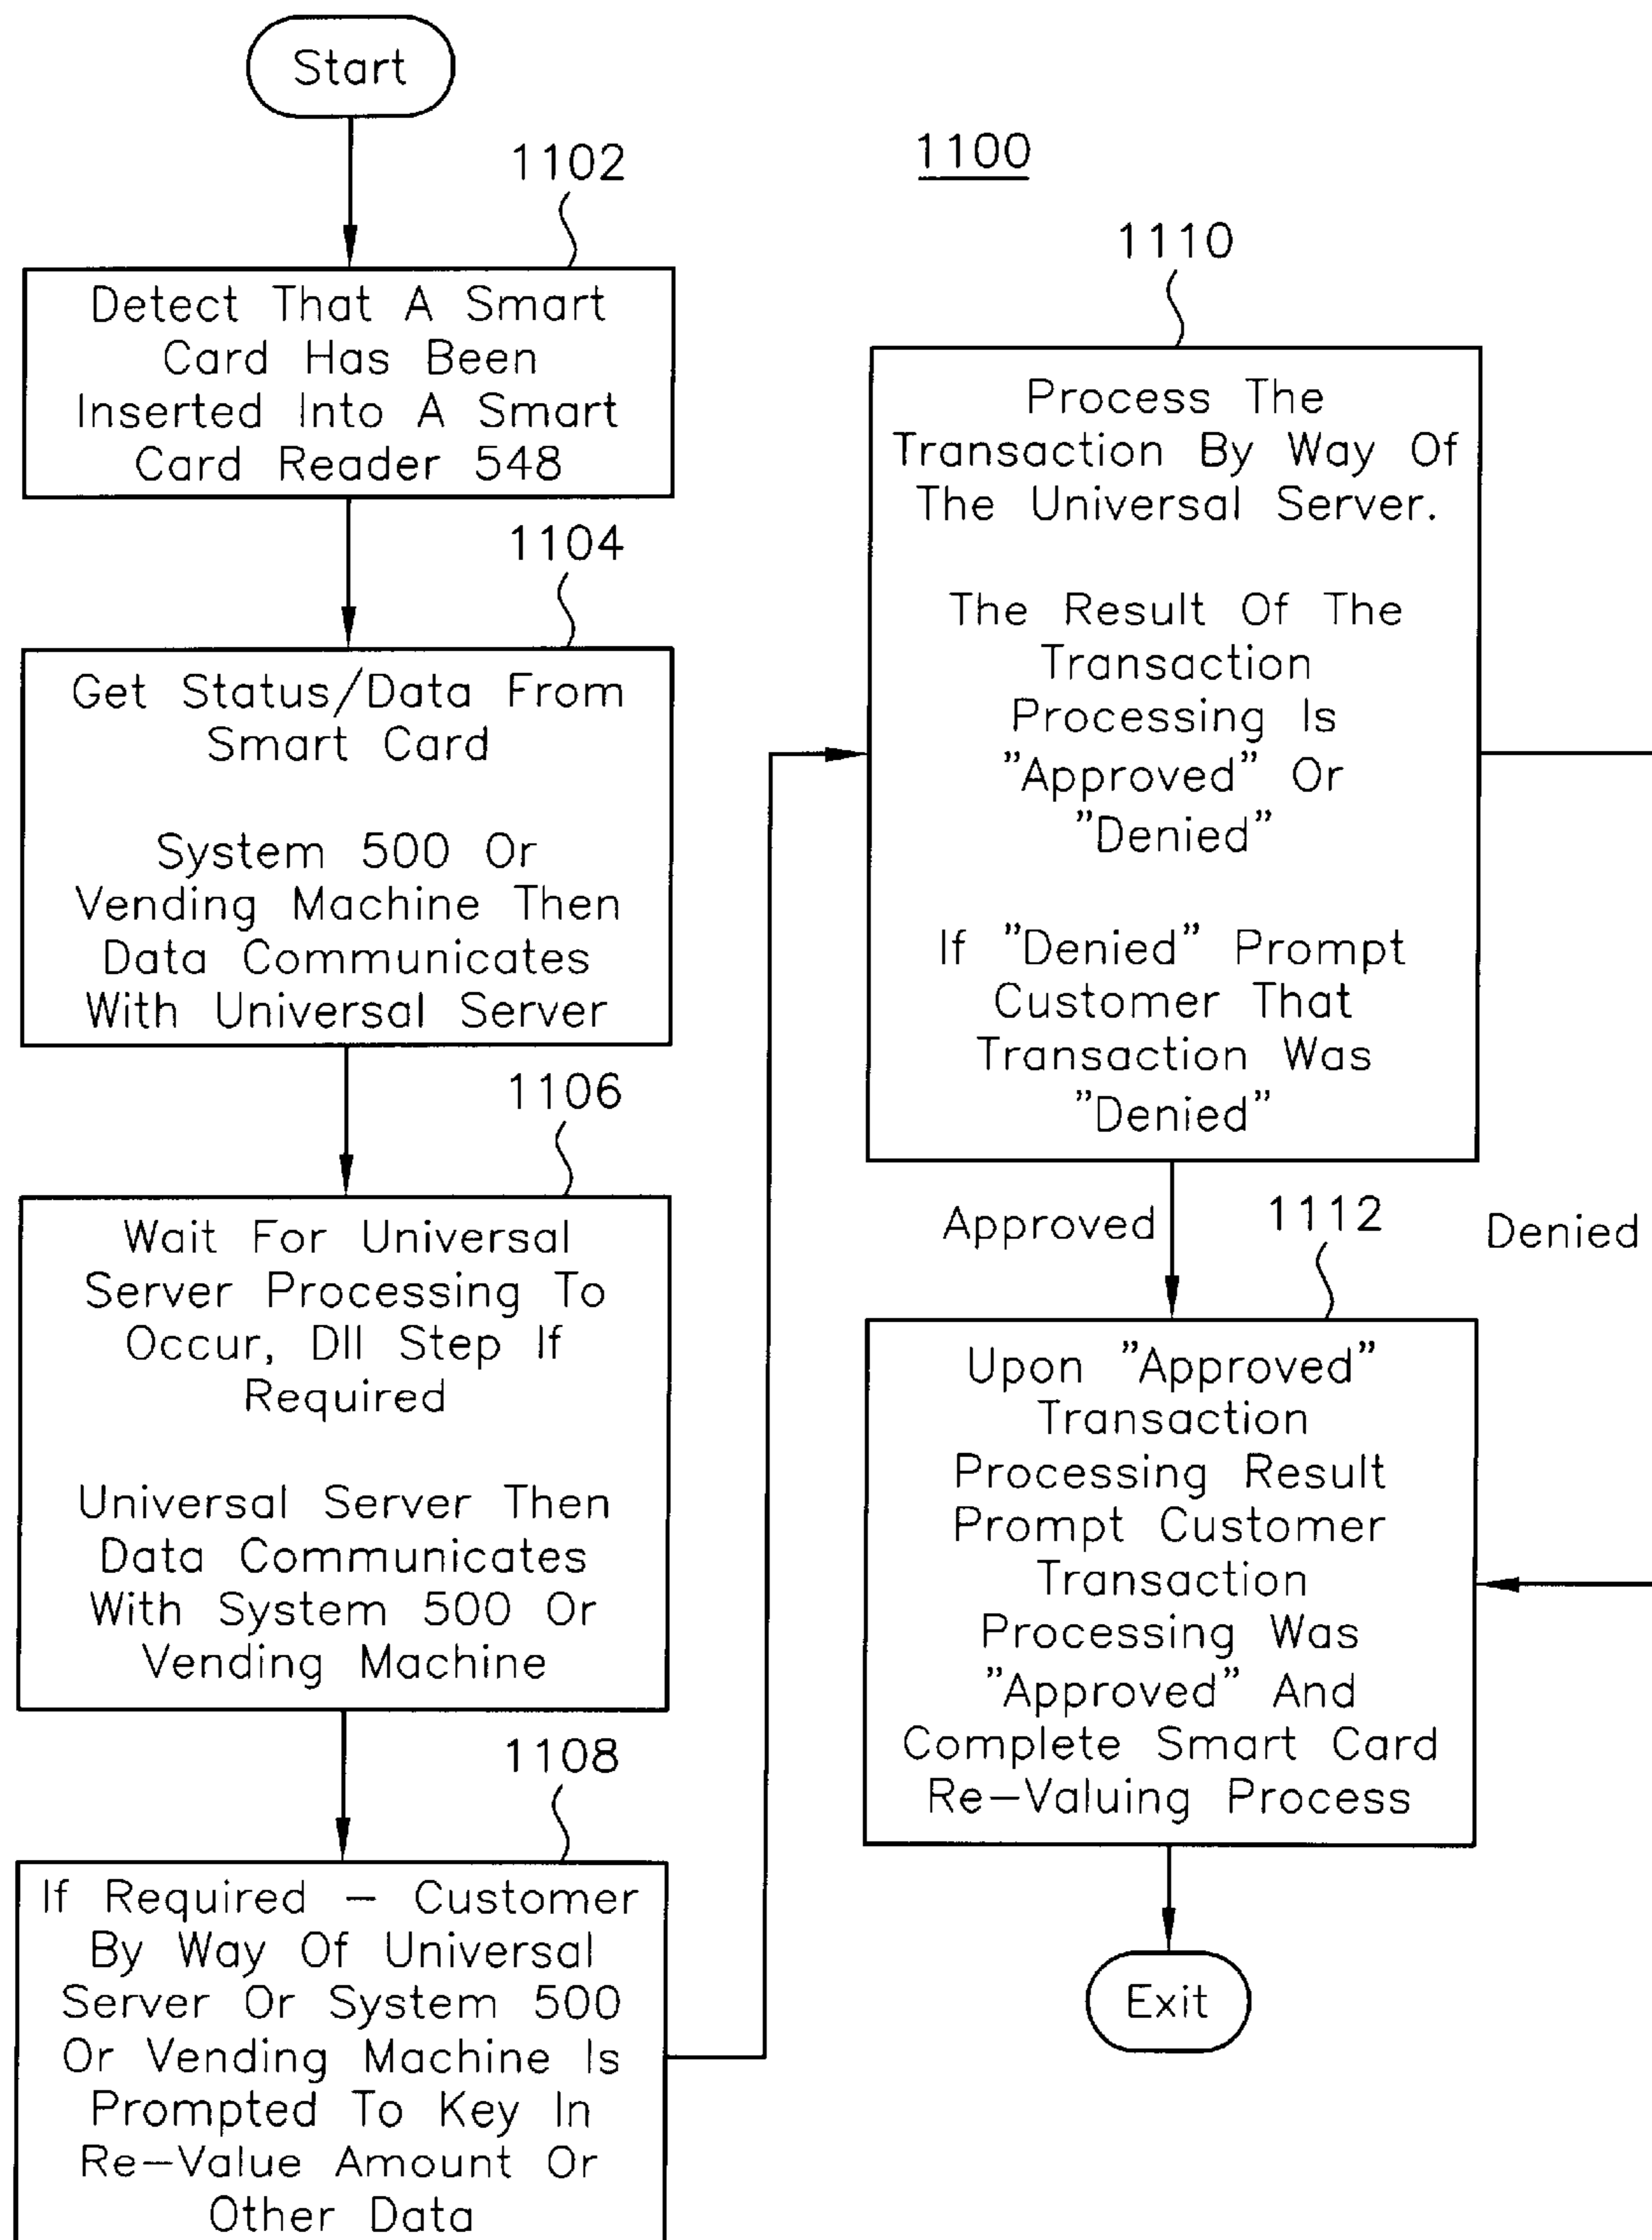 Start
1102
Detect That A Smart
Card Has Been
Inserted Into A Smart
Card Reader 548
1104
Get Status/Data From
Smart Card
System 500 Or
Vending Machine Then
Data Communicates
With Universal Server
1106
Wait For Universal
Server Processing To
Occur, DII Step If
Required
Universal Server Then
Data Communicates
With System 500 Or
Vending Machine
1108
If Required – Customer
By Way Of Universal
Server Or System 500
Or Vending Machine Is
Prompted To Key In
Re–Value Amount Or
Other Data
1100
1110
Process The
Transaction By Way Of
The Universal Server.
The Result Of The
Transaction
Processing Is
"Approved" Or
"Denied"
If "Denied" Prompt
Customer That
Transaction Was
"Denied"
Approved
1112
Denied
Upon "Approved"
Transaction
Processing Result
Prompt Customer
Transaction
Processing Was
"Approved" And
Complete Smart Card
Re–Valuing Process
Exit